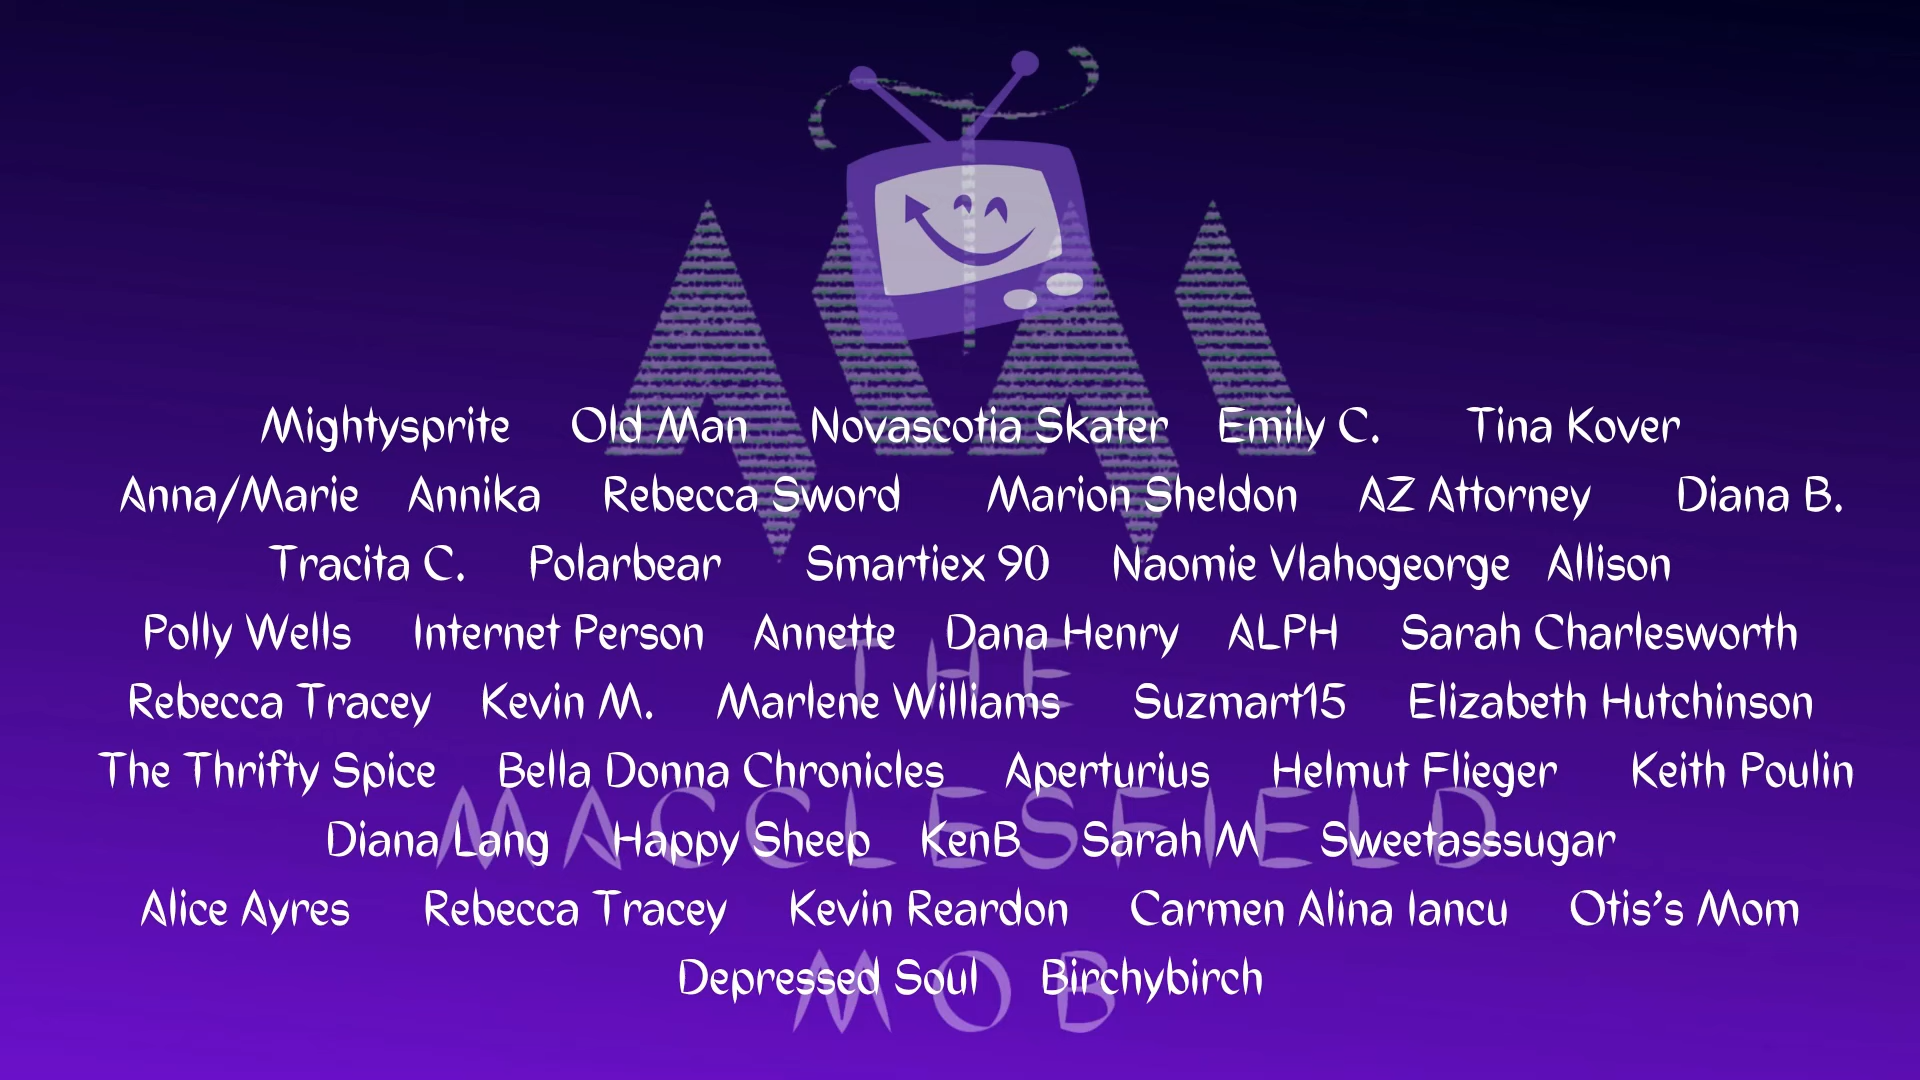 Mightysprite Old Man Novascotia Skater Emily C. Tina Kover
Anna/Marie Annika Rebecca Sword Marion Sheldon AZ Attorney Diana B.
Tracita C. Polarbear Smartiex 90 Naomie Vlahogeorge Allison
Polly Wells Internet Person Annette Dana Henry ALPH Sarah Charlesworth
THE
Rebecca Tracey Kevin M. Marlene Williams Suzmart15 Elizabeth Hutchinson
The Thrifty Spice Bella Donna Chronicles Aperturius Helmut Flieger Keith Poulin
MACCLESFIELD
Diana Lang Happy Sheep KenB Sarah M Sweetasssugar
Alice Ayres Rebecca Tracey Kevin Reardon Carmen Alina Iancu Otis's Mom
Depressed Soul Birchybirch
MOB